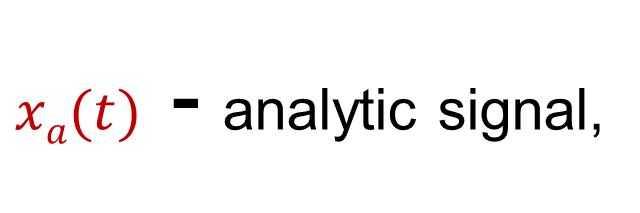 xₐ(t) - analytic signal,